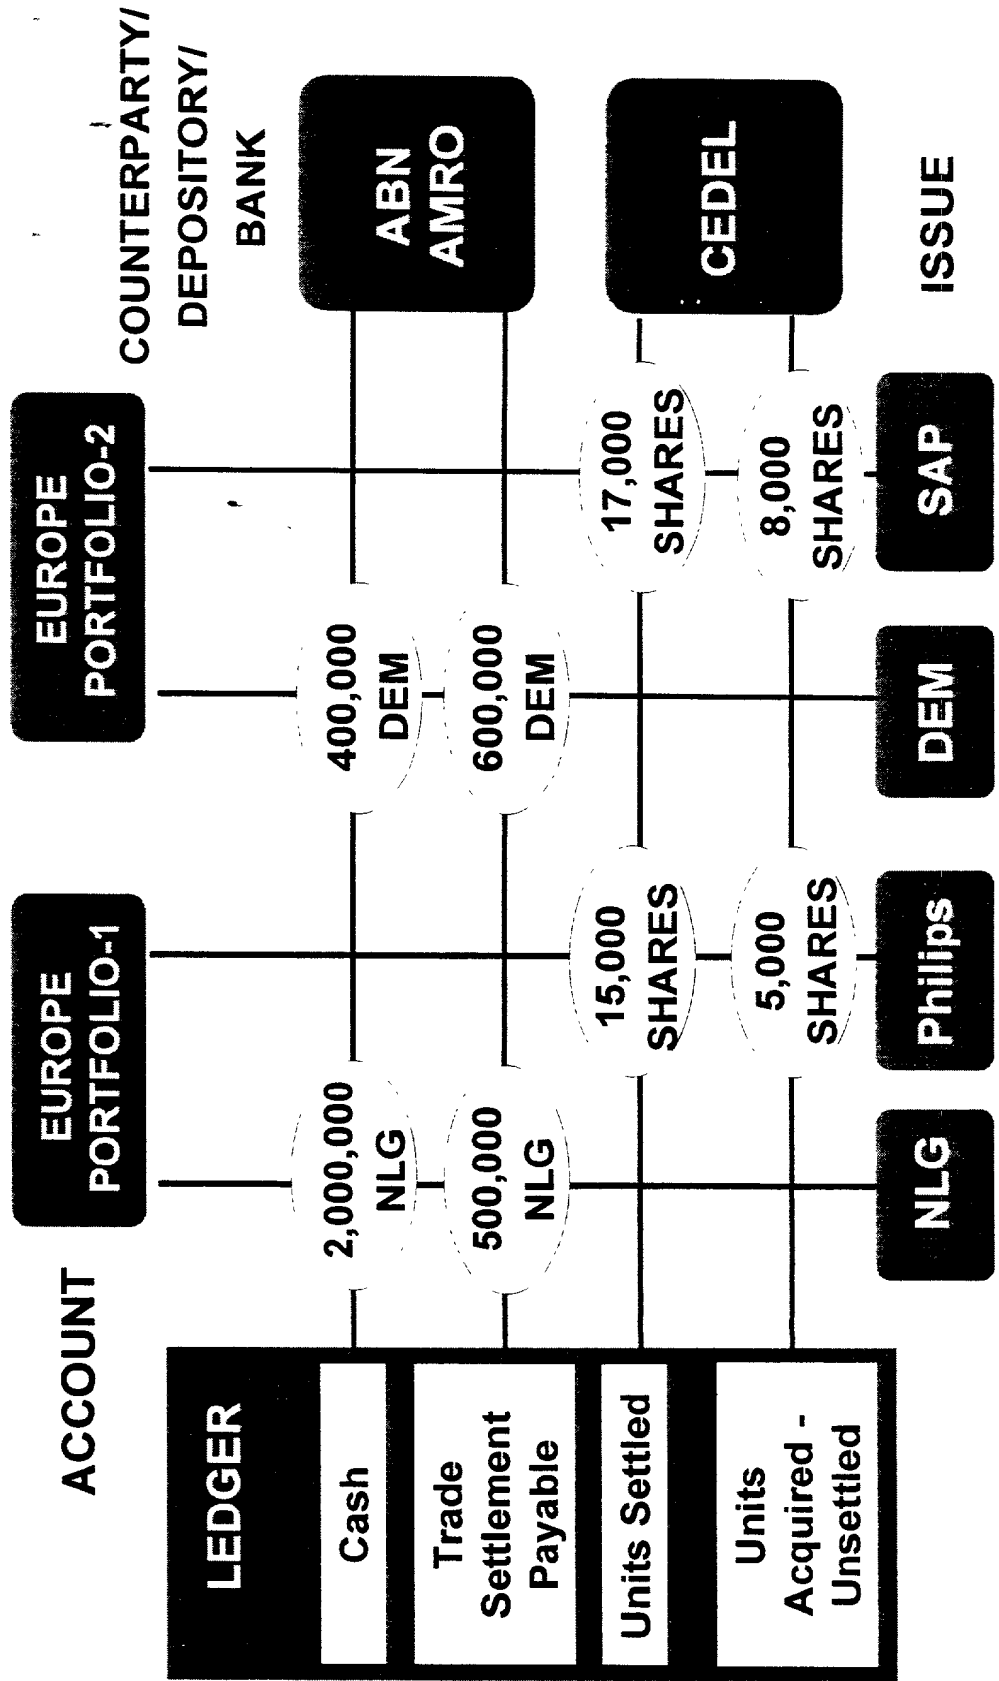 ACCOUNT
EUROPE
PORTFOLIO-1
EUROPE
PORTFOLIO-2
COUNTERPARTY/
DEPOSITORY/
BANK
LEDGER
Cash
2,000,000
NLG
400,000
DEM
ABN
AMRO
Trade
Settlement
Payable
500,000
NLG
600,000
DEM
Units Settled
15,000
SHARES
17,000
SHARES
CEDEL
Units
Acquired -
Unsettled
5,000
SHARES
8,000
SHARES
NLG
Philips
DEM
SAP
ISSUE